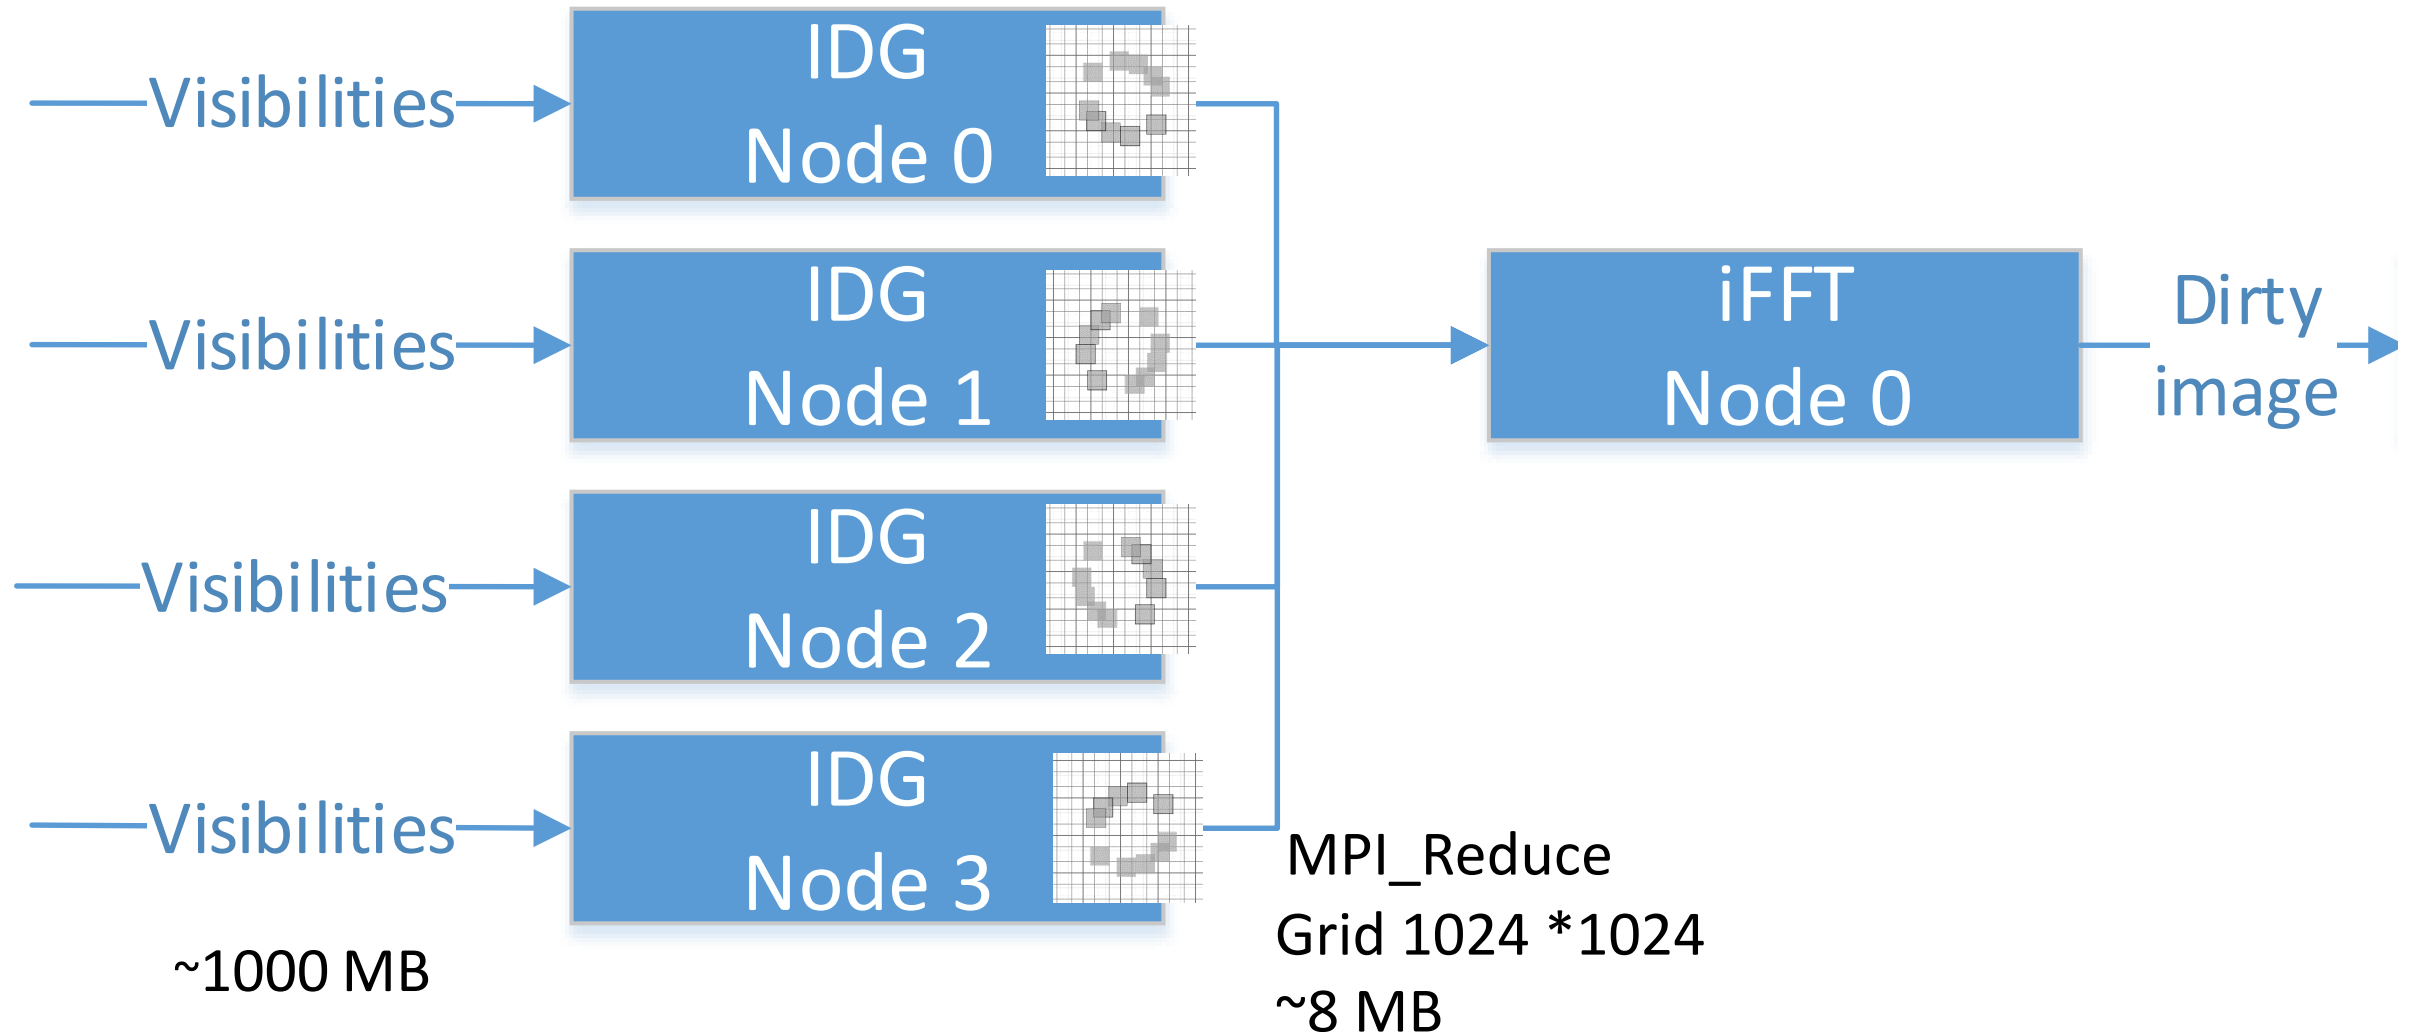 Visibilities
IDG
Node 0
Visibilities
IDG
Node 1
iFFT
Node 0
Dirty
image
Visibilities
IDG
Node 2
Visibilities
IDG
Node 3
~1000 MB
MPI_Reduce
Grid 1024 *1024
~8 MB